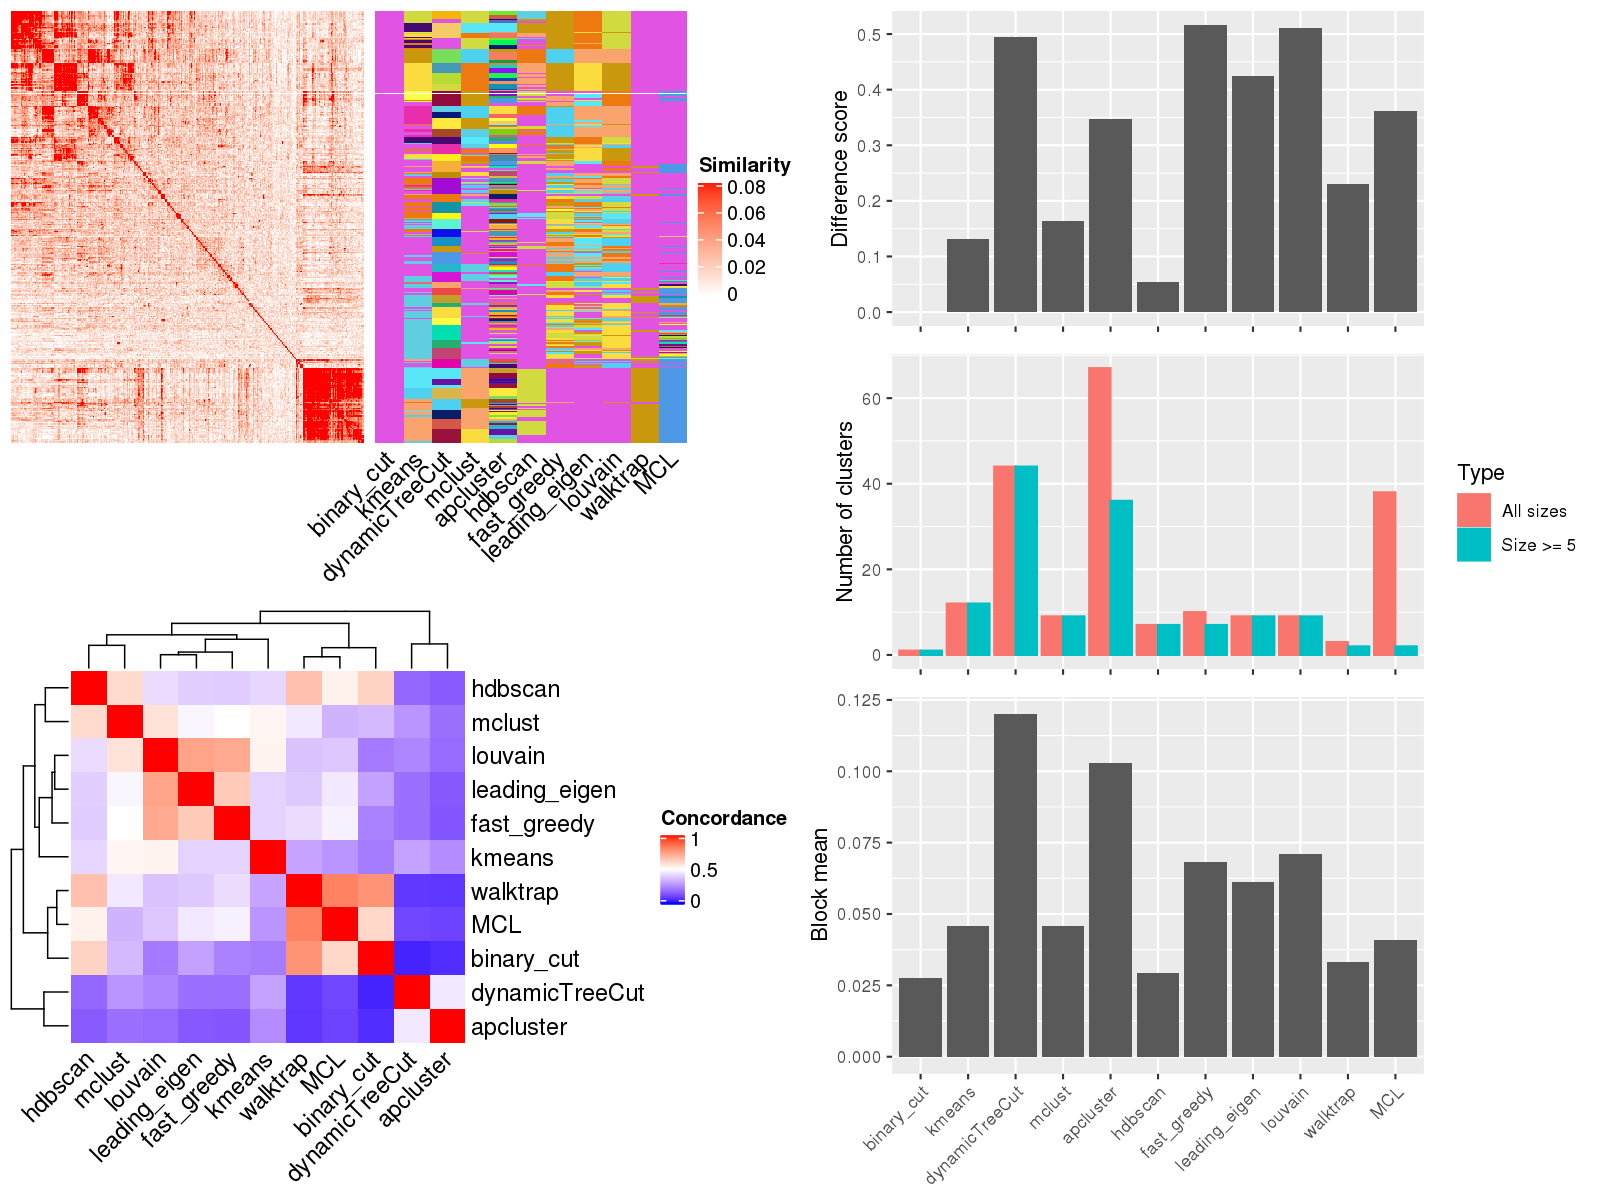 binary_cut
kmeans
dynamicTreeCut
mclust
apcluster
hdbscan
fast_greedy
leading_eigen
louvain
walktrap
MCL
Similarity
0.08
0.06
0.04
0.02
0
hdbscan
mclust
louvain
leading_eigen
fast_greedy
kmeans
walktrap
MCL
binary_cut
dynamicTreeCut
apcluster
hdbscan
mclust
louvain
leading_eigen
fast_greedy
kmeans
walktrap
MCL
binary_cut
dynamicTreeCut
apcluster
Concordance
1
0.5
0
Difference score
0.5
0.4
0.3
0.2
0.1
0.0
Number of clusters
60
40
20
0
Type
All sizes
Size >= 5
Block mean
0.125
0.100
0.075
0.050
0.025
0.000
binary_cut
kmeans
dynamicTreeCut
mclust
apcluster
hdbscan
fast_greedy
leading_eigen
louvain
walktrap
MCL